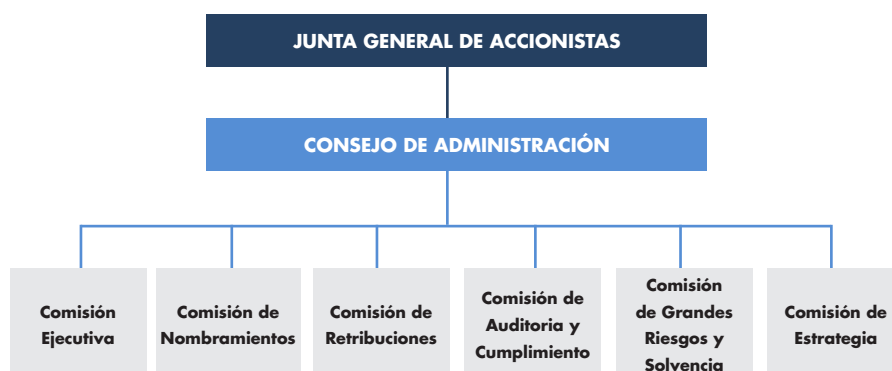 JUNTA GENERAL DE ACCIONISTAS
CONSEJO DE ADMINISTRACIÓN
Comisión
Ejecutiva
Comisión de
Nombramientos
Comisión de
Retribuciones
Comisión de
Auditoria y
Cumplimiento
Comisión
de Grandes
Riesgos y
Solvencia
Comisión de
Estrategia